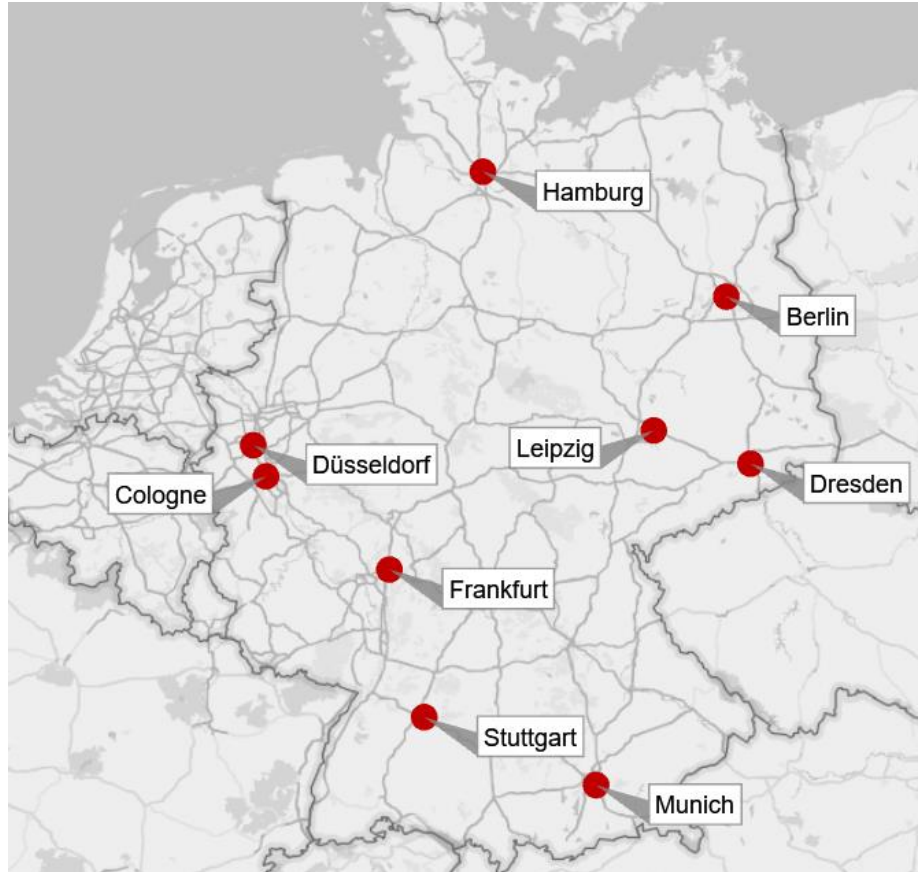 Hamburg
Berlin
Leipzig
Düsseldorf
Dresden
Cologne
Frankfurt
Stuttgart
Munich